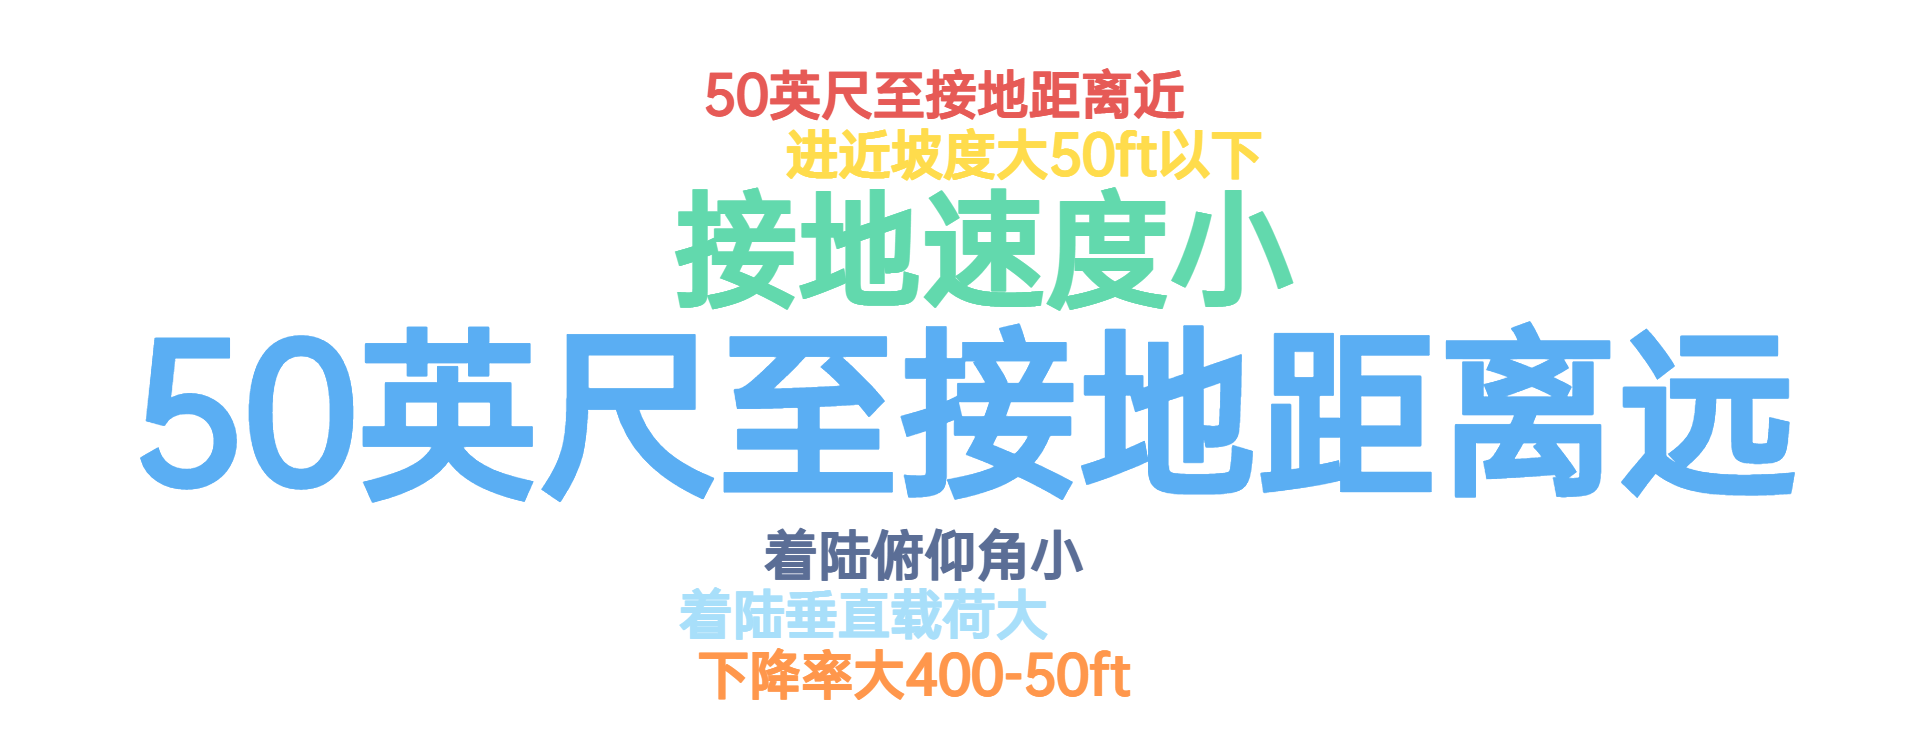 50英尺至接地距离近
进近坡度大50ft以下
接地速度小
50英尺至接地距离远
着陆俯仰角小
着陆垂直载荷大
下降率大400-50ft